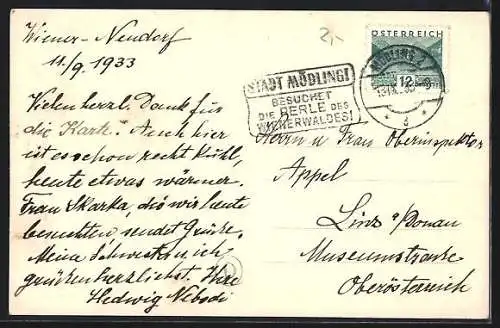 Wiener-Neudorf
11./9. 1933
2,-
Vielen herzl. Dank für
die Karte. Auch hier
ist es schon recht kühl,
heute etwas wärmer.
Frau Skarka, die wir heute
besuchten sendet Grüße.
Meine Schwester u. ich
grüßen herzlichst. Ihre
Hedwig
ÖSTERREICH
12
MÖDLING
STADT MÖDLING!
BESUCHET
DIE PERLE DES
WIENERWALDES!
Herrn u Frau Oberinspektor
Appel
Linz a/Donau
Museumstrasse
Oberösterreich